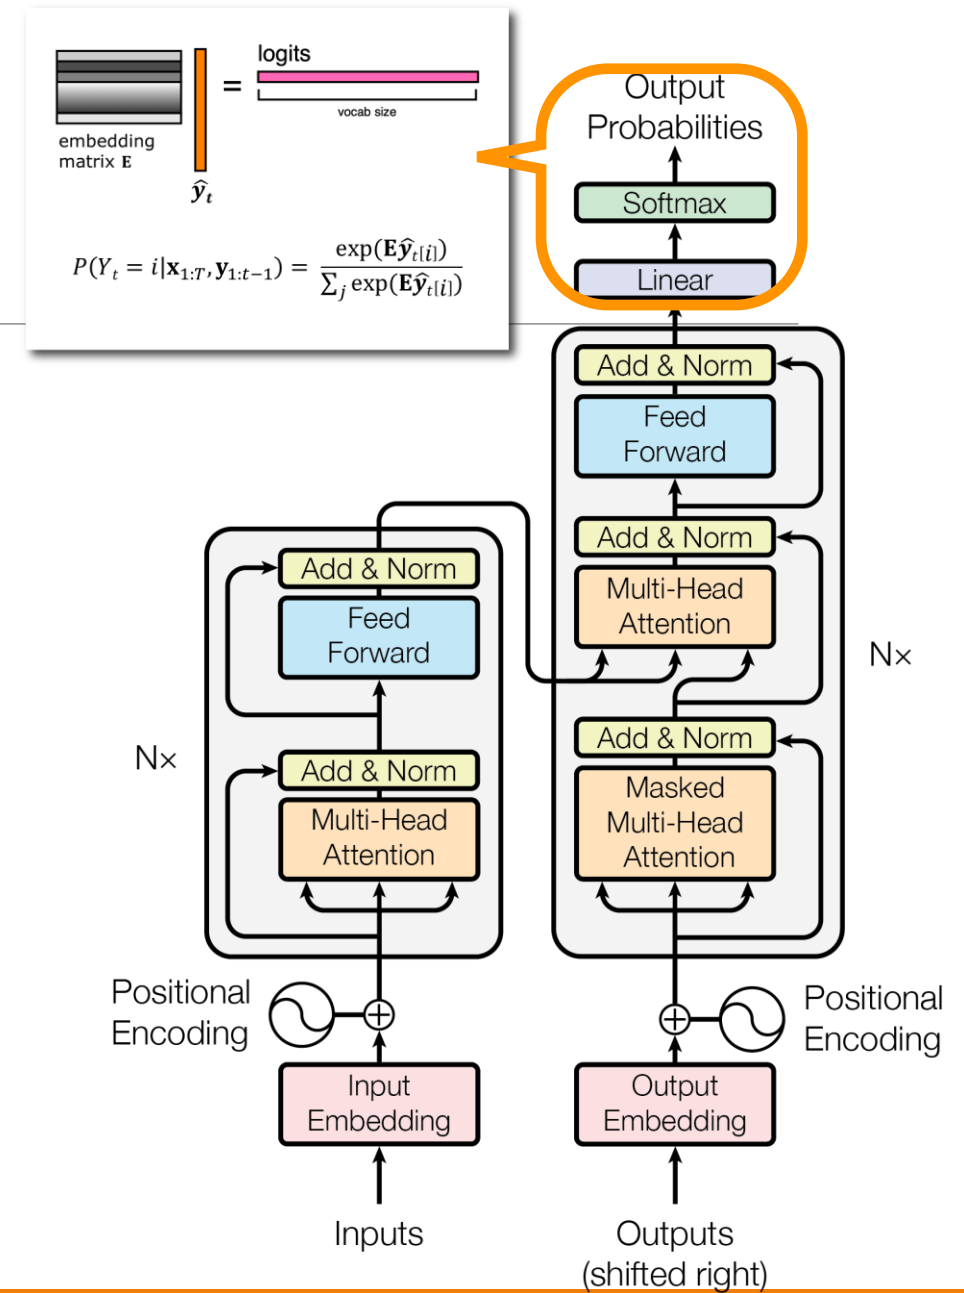 logits
=
vocab size
embedding
matrix E
ŷ_t
P(Y_t = i|x_{1:T}, y_{1:t−1}) = exp(Eŷ_{t[i]}) / ∑_j exp(Eŷ_{t[i]})
Output
Probabilities
Softmax
Linear
Add & Norm
Feed
Forward
Add & Norm
Multi-Head
Attention
Add & Norm
Masked
Multi-Head
Attention
N×
Add & Norm
Feed
Forward
Add & Norm
Multi-Head
Attention
N×
Positional
Encoding
Positional
Encoding
Input
Embedding
Output
Embedding
Inputs
Outputs
(shifted right)